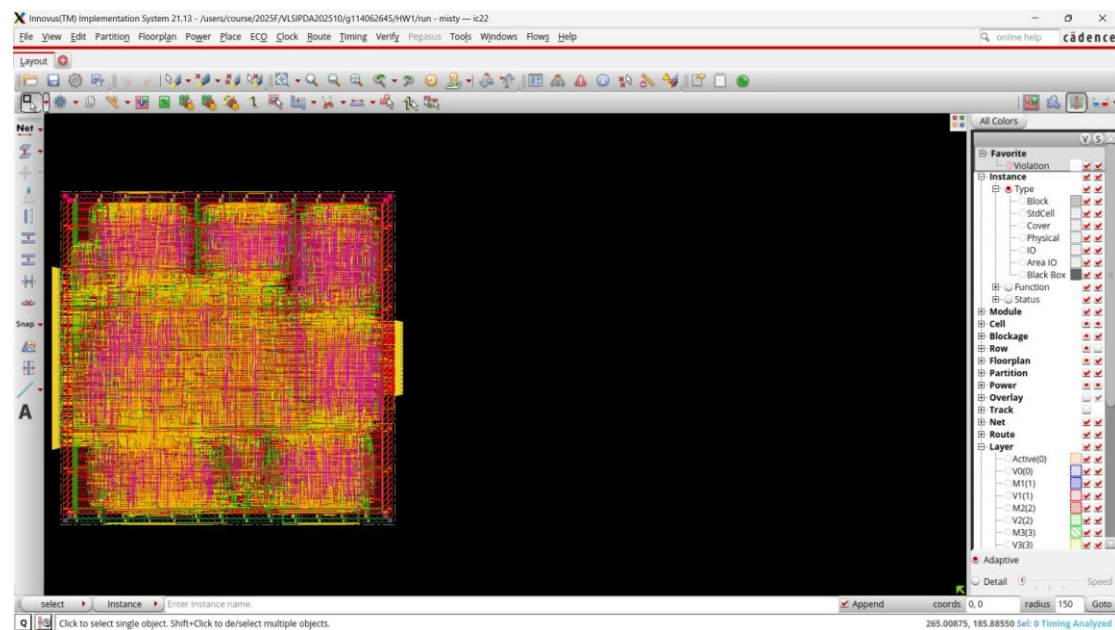 Innovus(TM) Implementation System 21.13 - /users/course/2025F/VLSIPDA202510/g114062645/HW1/run - misty — ic22
File View Edit Partition Floorplan Power Place ECO Clock Route Timing Verify Pegasus Tools Windows Flows Help
online help cādence
Layout
All Colors
Net
V S
Favorite
Violation
Instance
Type
Block
StdCell
Cover
Physical
IO
Area IO
Black Box
Function
Status
Module
Cell
Blockage
Row
Floorplan
Partition
Power
Overlay
Track
Net
Route
Layer
Active(0)
V0(0)
M1(1)
V1(1)
M2(2)
V2(2)
M3(3)
V3(3)
Snap
A
Adaptive
Detail Speed
select Instance Enter Instance name. Append coords 0, 0 radius 150 Goto
Q Click to select single object. Shift+Click to de/select multiple objects. 265.00875, 185.88550 Sel: 0 Timing Analyzed